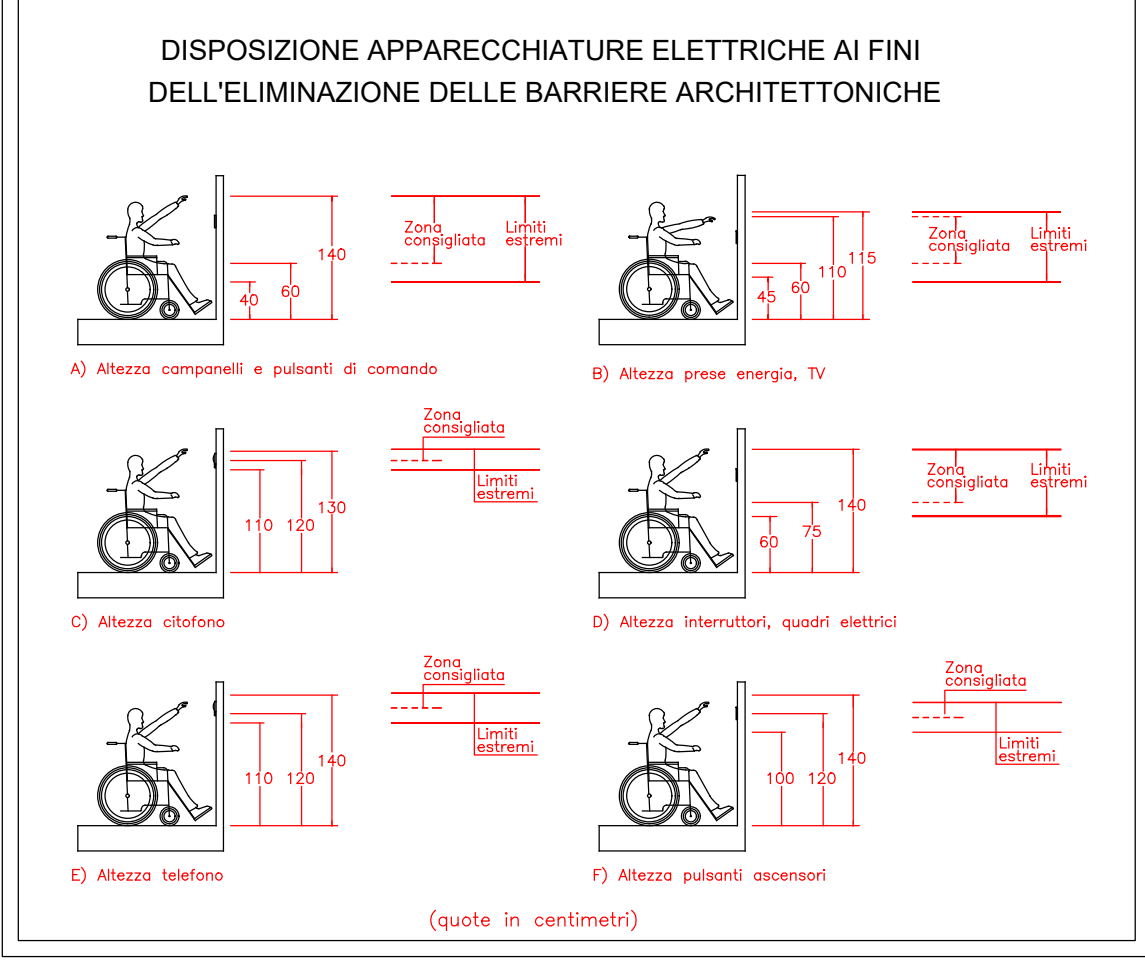 DISPOSIZIONE APPARECCHIATURE ELETTRICHE AI FINI
DELL'ELIMINAZIONE DELLE BARRIERE ARCHITETTONICHE
40
60
140
Zona
consigliata
Limiti
estremi
A) Altezza campanelli e pulsanti di comando
45
60
110
115
Zona
consigliata
Limiti
estremi
B) Altezza prese energia, TV
110
120
130
Zona
consigliata
Limiti
estremi
C) Altezza citofono
60
75
140
Zona
consigliata
Limiti
estremi
D) Altezza interruttori, quadri elettrici
110
120
140
Zona
consigliata
Limiti
estremi
E) Altezza telefono
100
120
140
Zona
consigliata
Limiti
estremi
F) Altezza pulsanti ascensori
(quote in centimetri)